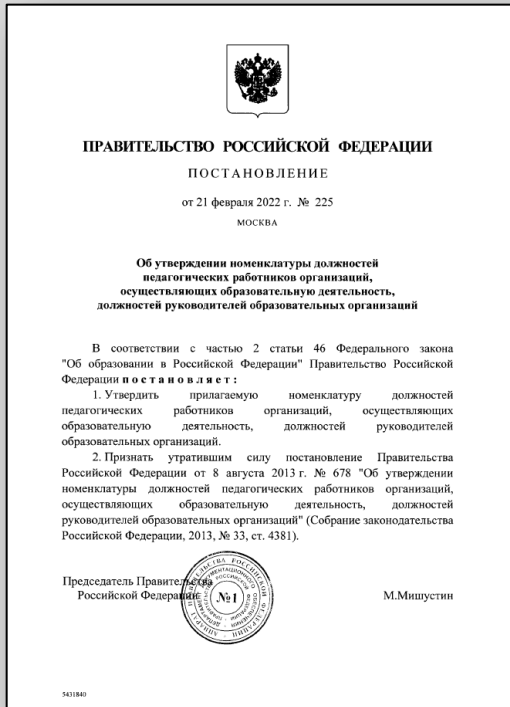 ПРАВИТЕЛЬСТВО РОССИЙСКОЙ ФЕДЕРАЦИИ
ПОСТАНОВЛЕНИЕ
от 21 февраля 2022 г. № 225
МОСКВА
Об утверждении номенклатуры должностей
педагогических работников организаций,
осуществляющих образовательную деятельность,
должностей руководителей образовательных организаций
В соответствии с частью 2 статьи 46 Федерального закона
"Об образовании в Российской Федерации" Правительство Российской
Федерации постановляет:
1. Утвердить прилагаемую номенклатуру должностей
педагогических работников организаций, осуществляющих
образовательную деятельность, должностей руководителей
образовательных организаций.
2. Признать утратившим силу постановление Правительства
Российской Федерации от 8 августа 2013 г. № 678 "Об утверждении
номенклатуры должностей педагогических работников организаций,
осуществляющих образовательную деятельность, должностей
руководителей образовательных организаций" (Собрание законодательства
Российской Федерации, 2013, № 33, ст. 4381).
Председатель Правительства
Российской Федерации М.Мишустин
№1
5431840